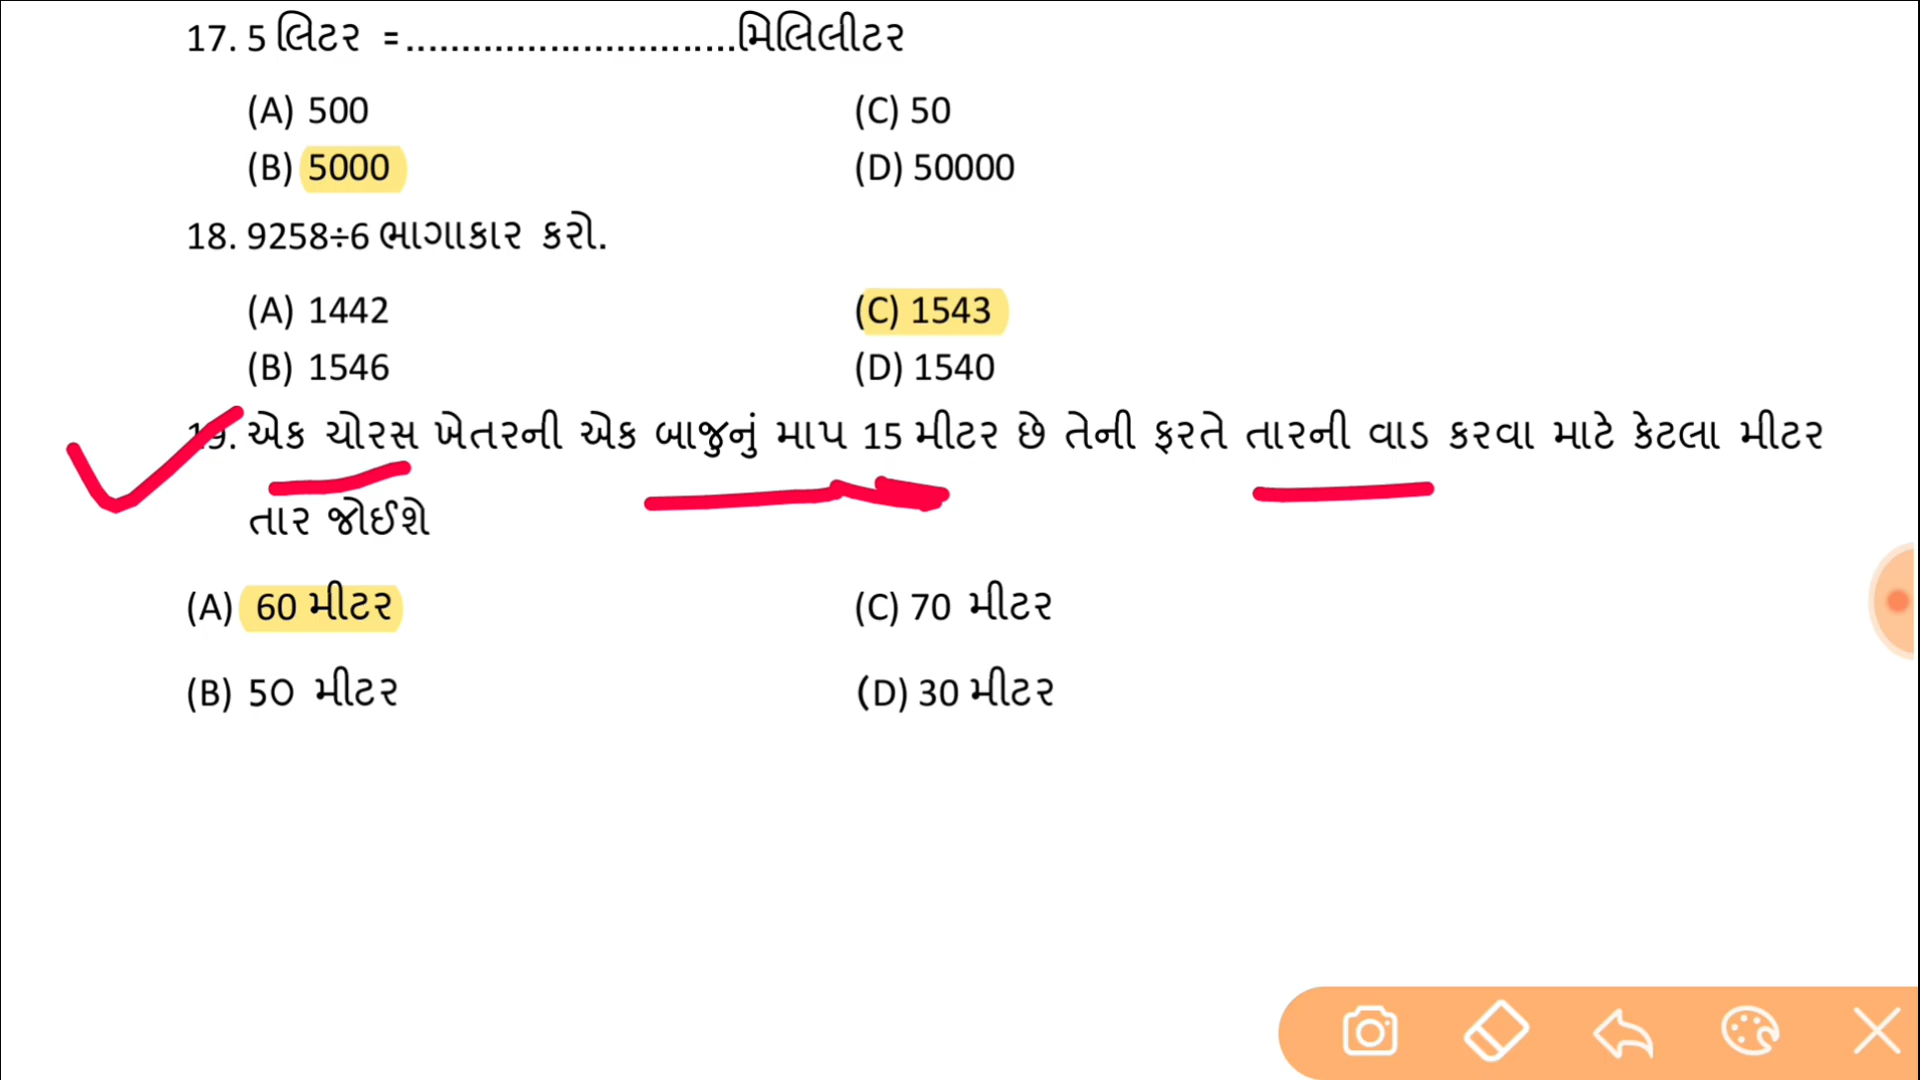 17. 5 લિટર =..............................મિલિલીટર
(A) 500 (C) 50
(B) 5000 (D) 50000
18. 9258÷6 ભાગાકાર કરો.
(A) 1442 (C) 1543
(B) 1546 (D) 1540
19. એક ચોરસ ખેતરની એક બાજુનું માપ 15 મીટર છે તેની ફરતે તારની વાડ કરવા માટે કેટલા મીટર
તાર જોઈશે
(A) 60 મીટર (C) 70 મીટર
(B) 50 મીટર (D) 30 મીટર